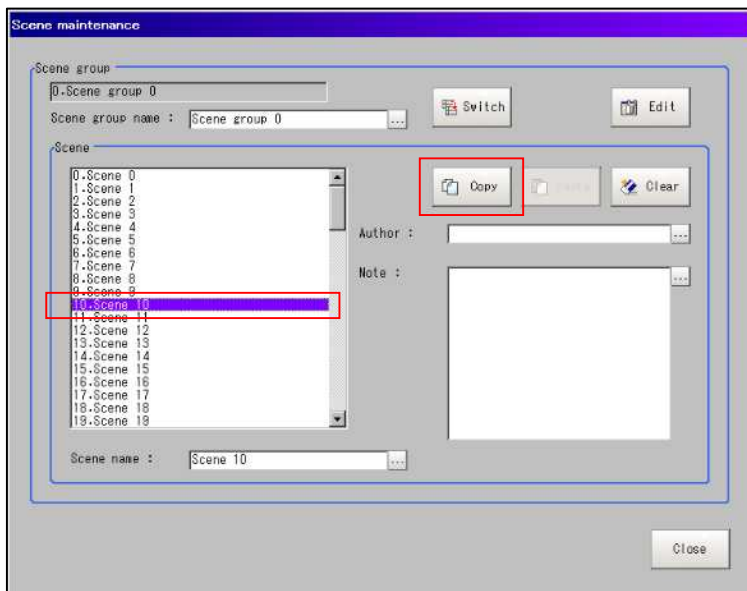 Scene maintenance
Scene group
0.Scene group 0
Switch
Edit
Scene group name : Scene group 0 ...
Scene
0.Scene 0
1.Scene 1
2.Scene 2
3.Scene 3
4.Scene 4
5.Scene 5
6.Scene 6
7.Scene 7
8.Scene 8
9.Scene 9
10.Scene 10
11.Scene 11
12.Scene 12
13.Scene 13
14.Scene 14
15.Scene 15
16.Scene 16
17.Scene 17
18.Scene 18
19.Scene 19
Copy
Clear
Author : ...
Note : ...
Scene name : Scene 10 ...
Close